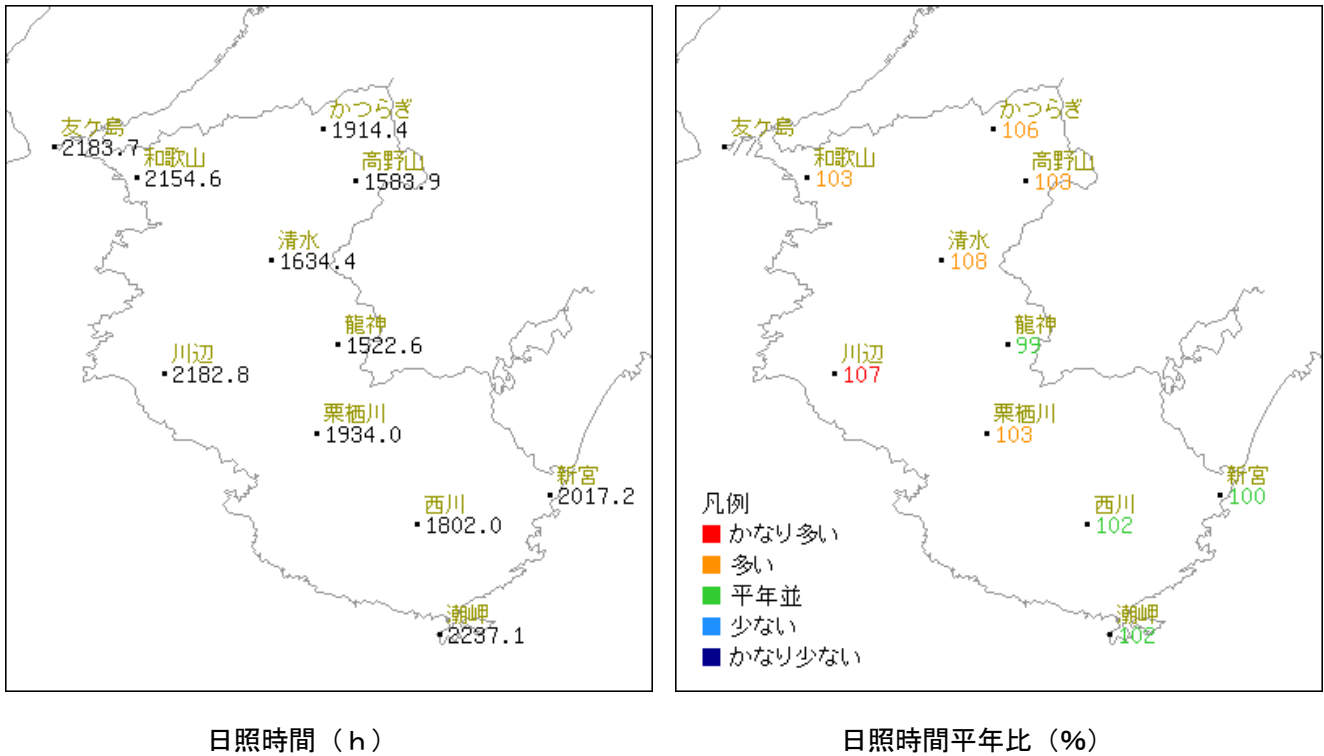 かつらぎ
1914.4
友ケ島
2183.7
和歌山
2154.6
高野山
1583.9
清水
1634.4
龍神
1522.6
川辺
2182.8
栗栖川
1934.0
新宮
2017.2
西川
1802.0
潮岬
2237.1
日照時間（ｈ）
かつらぎ
106
友ケ島
///
和歌山
103
高野山
103
清水
108
龍神
99
川辺
107
栗栖川
103
新宮
100
西川
102
潮岬
102
凡例
かなり多い
多い
平年並
少ない
かなり少ない
日照時間平年比（%）